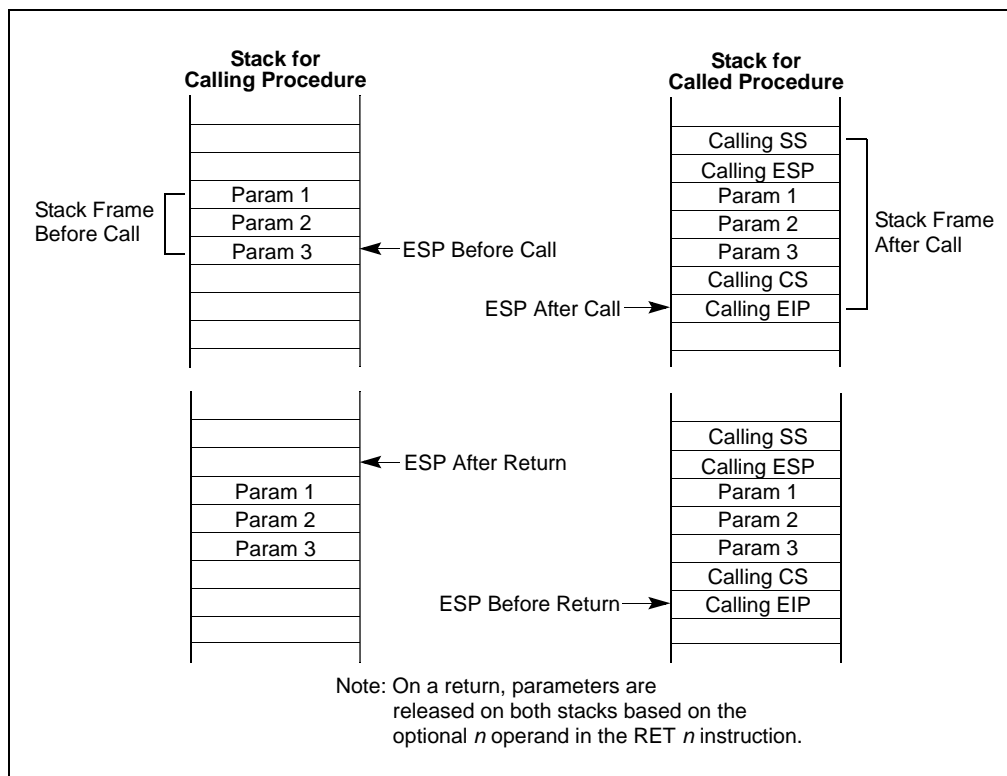 Stack for
Calling Procedure
Stack for
Called Procedure
Stack Frame
Before Call
Param 1
Param 2
Param 3
ESP Before Call
ESP After Call
Calling SS
Calling ESP
Param 1
Param 2
Param 3
Calling CS
Calling EIP
Stack Frame
After Call
ESP After Return
Param 1
Param 2
Param 3
ESP Before Return
Calling SS
Calling ESP
Param 1
Param 2
Param 3
Calling CS
Calling EIP
Note: On a return, parameters are
released on both stacks based on the
optional n operand in the RET n instruction.